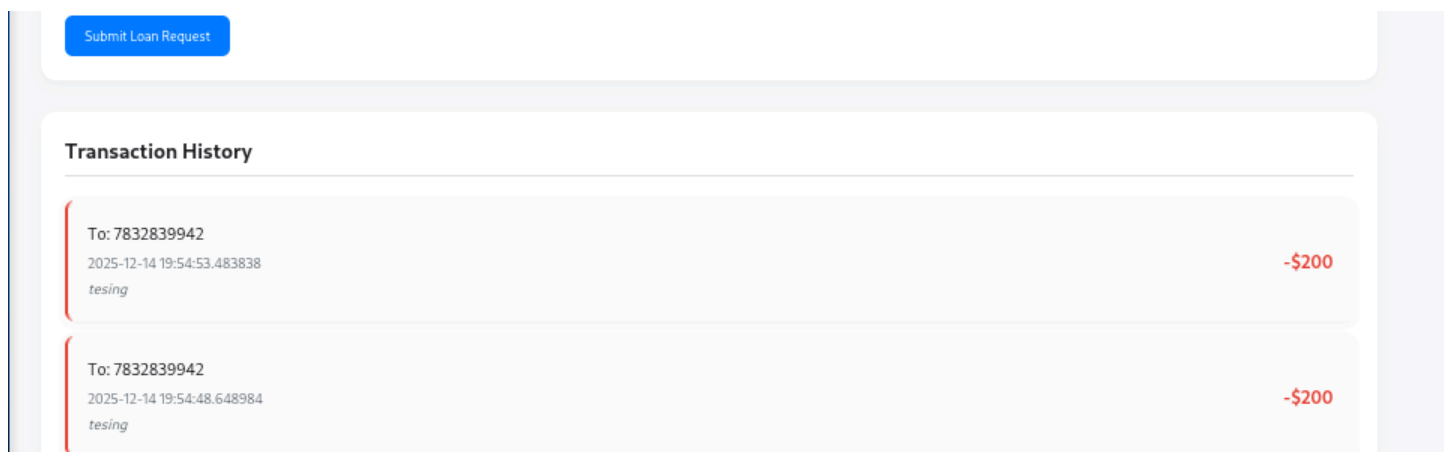 Submit Loan Request
Transaction History
To: 7832839942
2025-12-14 19:54:53.483838
-$200
tesing
To: 7832839942
2025-12-14 19:54:48.648984
-$200
tesing